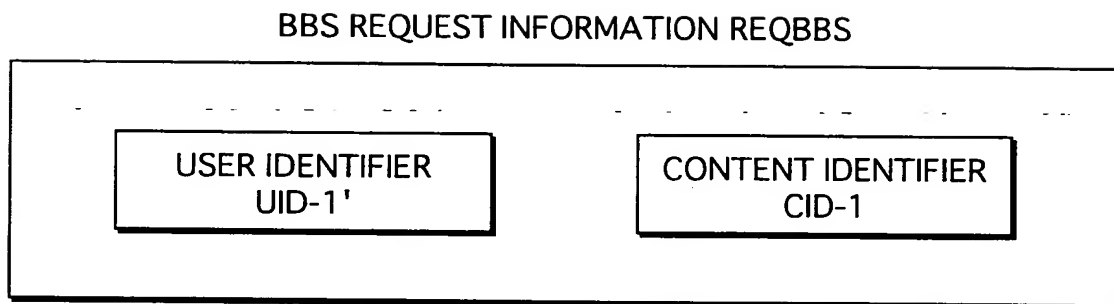 BBS REQUEST INFORMATION REQBBS
USER IDENTIFIER
UID-1'
CONTENT IDENTIFIER
CID-1